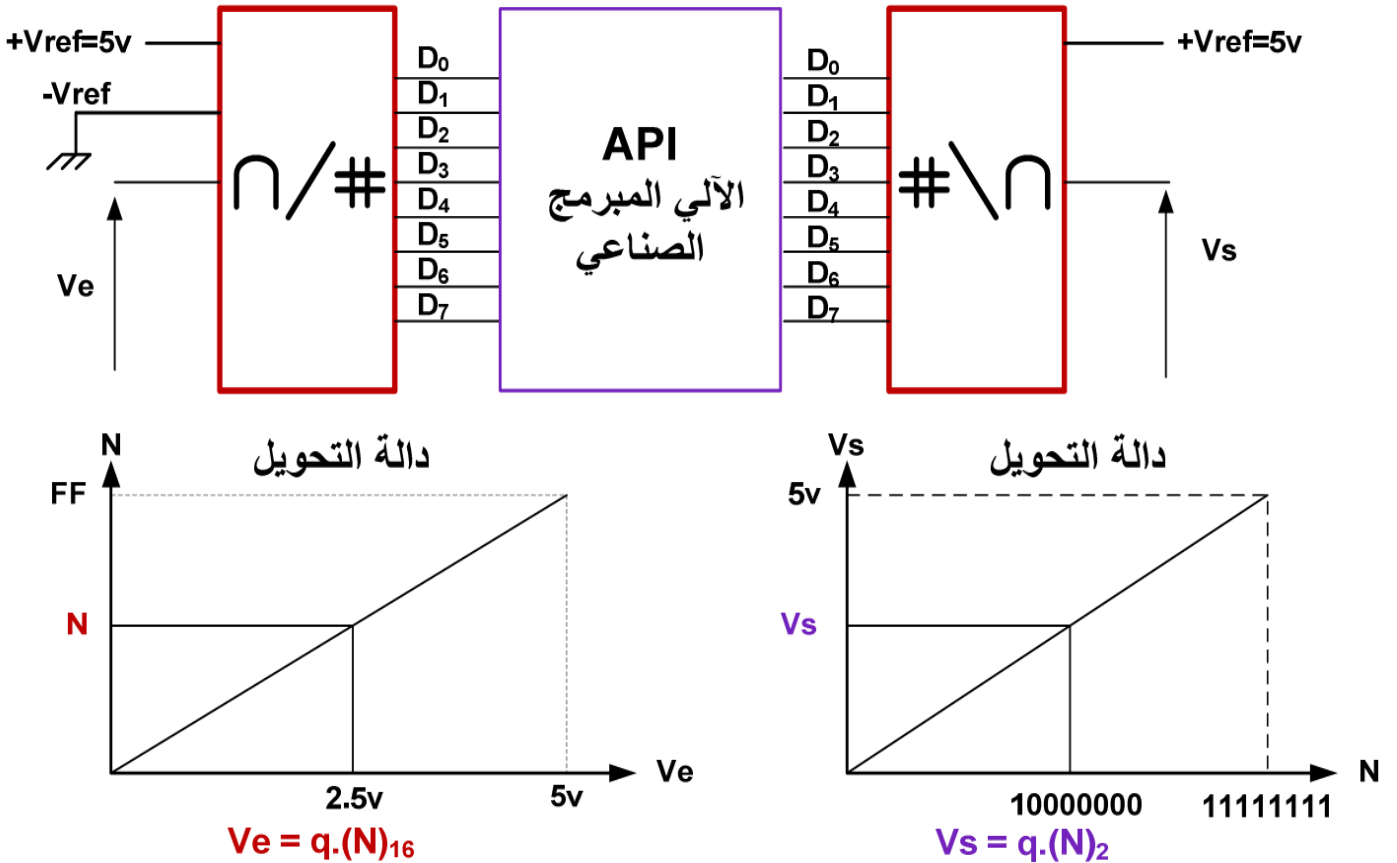 +Vref=5v
-Vref
Ve
∩/#
D₀
D₁
D₂
D₃
D₄
D₅
D₆
D₇
API
الآلي المبرمج
الصناعي
D₀
D₁
D₂
D₃
D₄
D₅
D₆
D₇
#\∩
+Vref=5v
Vs
دالة التحويل
N
FF
N
2.5v
5v
Ve
Ve = q.(N)₁₆
دالة التحويل
Vs
5v
Vs
10000000
11111111
N
Vs = q.(N)₂